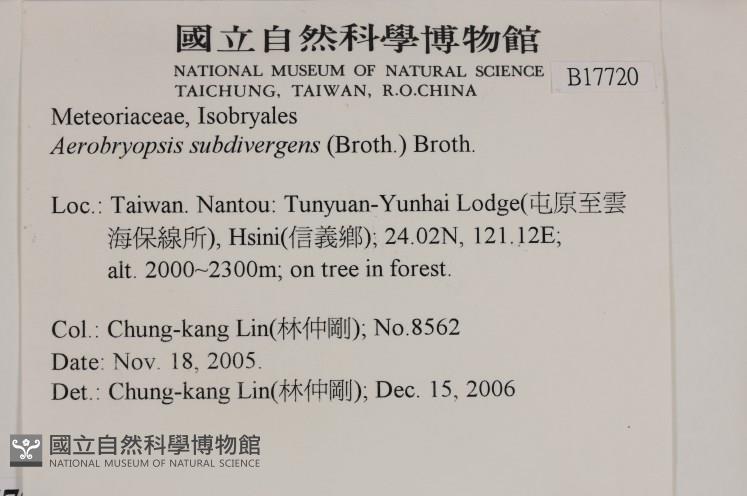 國立自然科學博物館
NATIONAL MUSEUM OF NATURAL SCIENCE
TAICHUNG, TAIWAN, R.O.CHINA
B17720
Meteoriaceae, Isobryales
Aerobryopsis subdivergens (Broth.) Broth.
Loc.: Taiwan. Nantou: Tunyuan-Yunhai Lodge(屯原至雲
海保線所), Hsini(信義鄉); 24.02N, 121.12E;
alt. 2000~2300m; on tree in forest.
Col.: Chung-kang Lin(林仲剛); No.8562
Date: Nov. 18, 2005.
Det.: Chung-kang Lin(林仲剛); Dec. 15, 2006
國立自然科學博物館
NATIONAL MUSEUM OF NATURAL SCIENCE